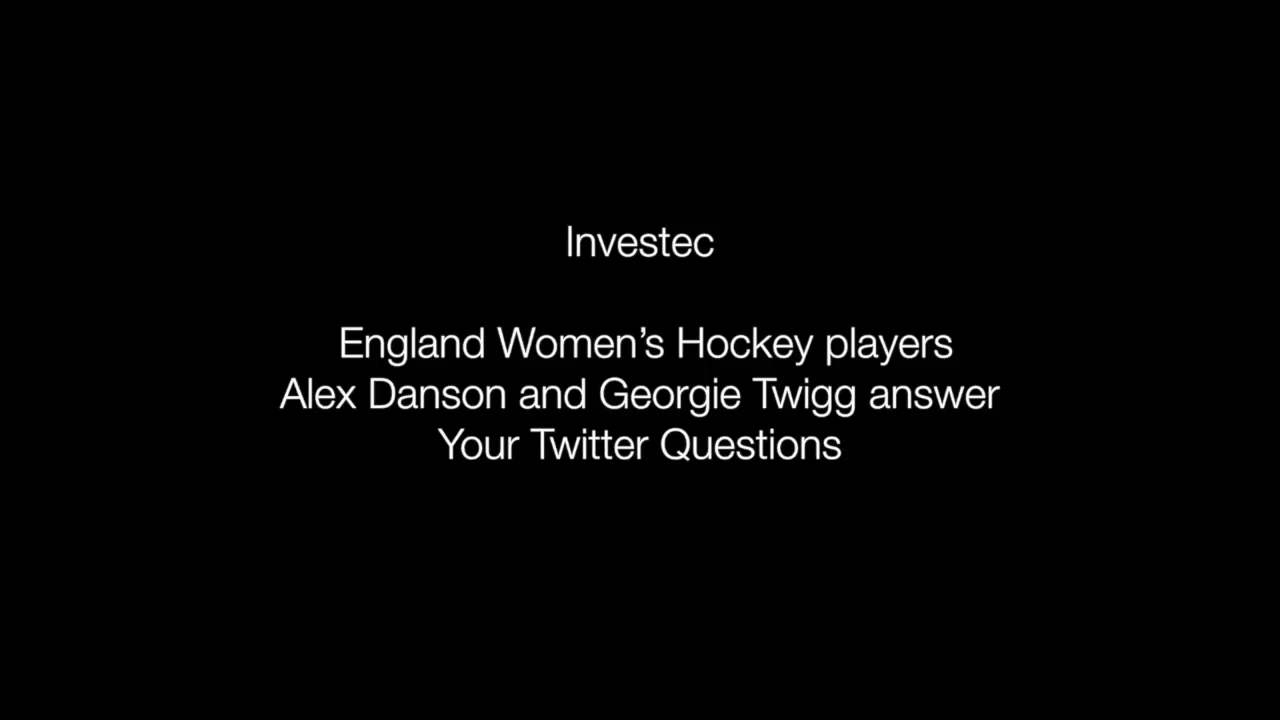 Investec
England Women’s Hockey players
Alex Danson and Georgie Twigg answer
Your Twitter Questions